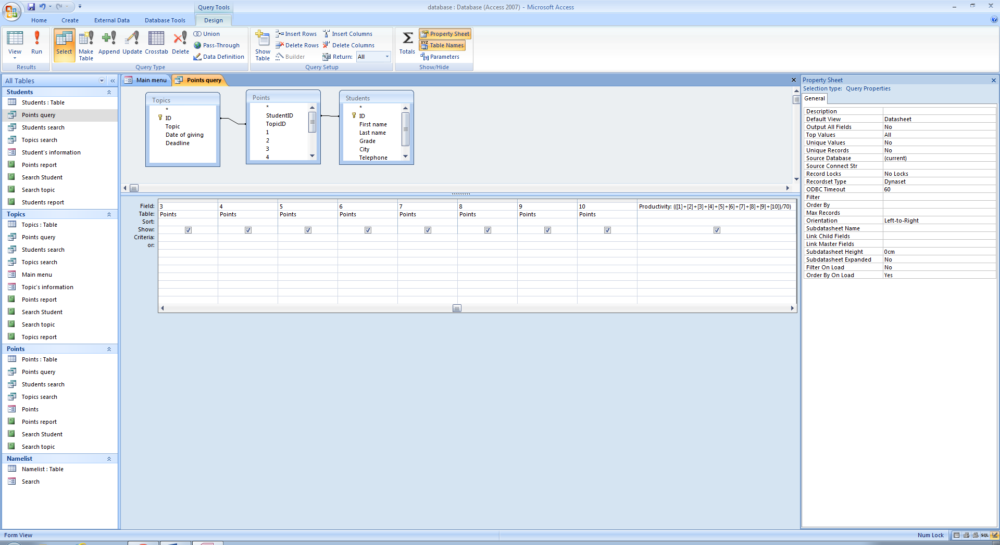 Query Tools
database : Database (Access 2007) - Microsoft Access
Home Create External Data Database Tools Design
View
Run
Results
Select
Make
Table
Append
Update
Crosstab
Delete
Union
Pass-Through
Data Definition
Query Type
Show
Table
Insert Rows
Delete Rows
Builder
Insert Columns
Delete Columns
Return: All
Query Setup
Totals
Property Sheet
Table Names
Parameters
Show/Hide
All Tables
Students
Students : Table
Points query
Students search
Topics search
Student's information
Points report
Search Student
Search topic
Students report
Topics
Topics : Table
Points query
Students search
Topics search
Main menu
Topic's information
Points report
Search Student
Search topic
Topics report
Points
Points : Table
Points query
Students search
Topics search
Points
Points report
Search Student
Search topic
Namelist
Namelist : Table
Search
Main menu
Points query
Topics
*
ID
Topic
Date of giving
Deadline
Points
*
StudentID
TopicID
1
2
3
4
Students
*
ID
First name
Last name
Grade
City
Telephone
Field: 3 4 5 6 7 8 9 10 Productivity: (([1]+[2]+[3]+[4]+[5]+[6]+[7]+[8]+[9]+[10])/70)
Table: Points Points Points Points Points Points Points Points
Sort:
Show:
Criteria:
or:
Property Sheet
Selection type: Query Properties
General
Description
Default View Datasheet
Output All Fields No
Top Values All
Unique Values No
Unique Records No
Source Database (current)
Source Connect Str
Record Locks No Locks
Recordset Type Dynaset
ODBC Timeout 60
Filter
Order By
Max Records
Orientation Left-to-Right
Subdatasheet Name
Link Child Fields
Link Master Fields
Subdatasheet Height 0cm
Subdatasheet Expanded No
Filter On Load No
Order By On Load Yes
Form View
Num Lock
SQL